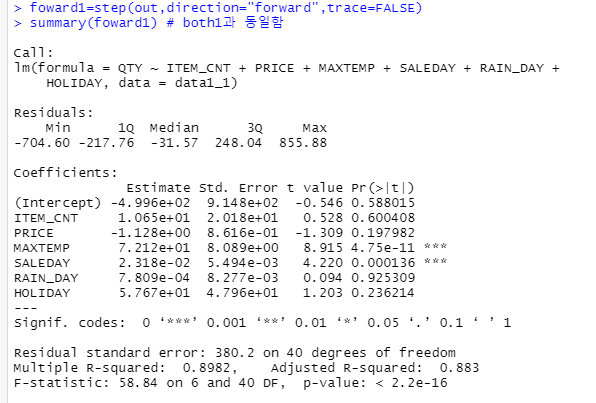 > foward1=step(out,direction="forward",trace=FALSE)
> summary(foward1) # both1과 동일함
Call:
lm(formula = QTY ~ ITEM_CNT + PRICE + MAXTEMP + SALEDAY + RAIN_DAY +
    HOLIDAY, data = data1_1)
Residuals:
    Min      1Q  Median      3Q     Max
-704.60 -217.76  -31.57  248.04  855.88
Coefficients:
              Estimate Std. Error t value Pr(>|t|)
(Intercept) -4.996e+02  9.148e+02  -0.546 0.588015
ITEM_CNT     1.065e+01  2.018e+01   0.528 0.600408
PRICE       -1.128e+00  8.616e-01  -1.309 0.197982
MAXTEMP      7.212e+01  8.089e+00   8.915 4.75e-11 ***
SALEDAY      2.318e-02  5.494e-03   4.220 0.000136 ***
RAIN_DAY     7.809e-04  8.277e-03   0.094 0.925309
HOLIDAY      5.767e+01  4.796e+01   1.203 0.236214
---
Signif. codes:  0 ‘***’ 0.001 ‘**’ 0.01 ‘*’ 0.05 ‘.’ 0.1 ‘ ’ 1
Residual standard error: 380.2 on 40 degrees of freedom
Multiple R-squared:  0.8982,    Adjusted R-squared:  0.883
F-statistic: 58.84 on 6 and 40 DF,  p-value: < 2.2e-16